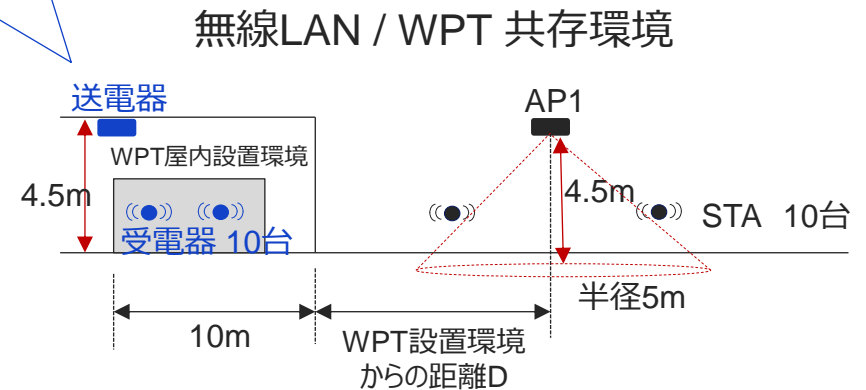 無線LAN / WPT 共存環境
送電器
AP1
WPT屋内設置環境
4.5m
4.5m
STA 10台
受電器 10台
半径5m
10m
WPT設置環境
からの距離D